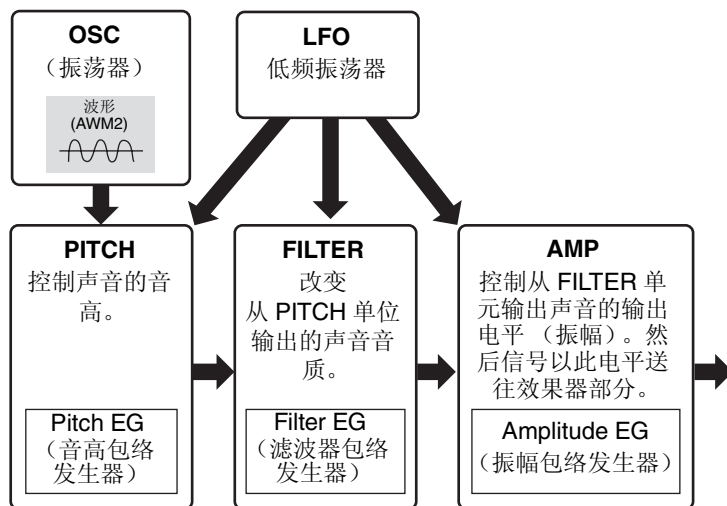 OSC
（振荡器）
波形
(AWM2)
LFO
低频振荡器
PITCH
控制声音的音
高。
Pitch EG
（音高包络
发生器）
FILTER
改变
从 PITCH 单位
输出的声音音
质。
Filter EG
（滤波器包络
发生器）
AMP
控制从 FILTER 单
元输出声音的输出
电平 （振幅）。然
后信号以此电平送
往效果器部分。
Amplitude EG
（振幅包络发生器）